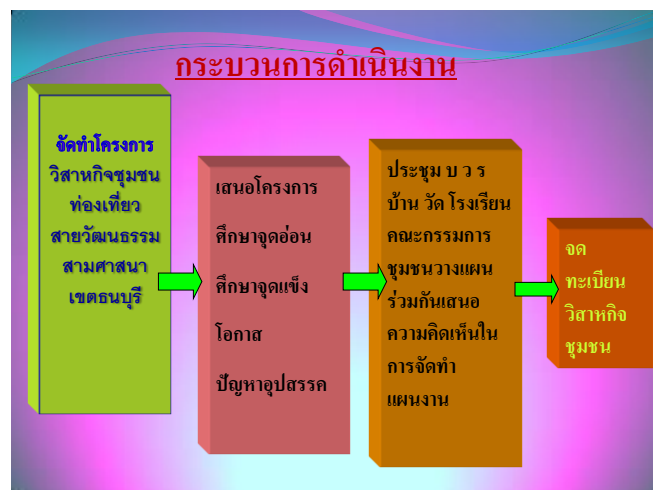 กระบวนการดำเนินงาน
จัดทำโครงการ
วิสาหกิจชุมชน
ท่องเที่ยว
สายวัฒนธรรม
สามศาสนา
เขตธนบุรี
เสนอโครงการ
ศึกษาจุดอ่อน
ศึกษาจุดแข็ง
โอกาส
ปัญหาอุปสรรค
ประชุม บ ว ร
บ้าน วัด โรงเรียน
คณะกรรมการ
ชุมชนวางแผน
ร่วมกันเสนอ
ความคิดเห็นใน
การจัดทำ
แผนงาน
จด
ทะเบียน
วิสาหกิจ
ชุมชน